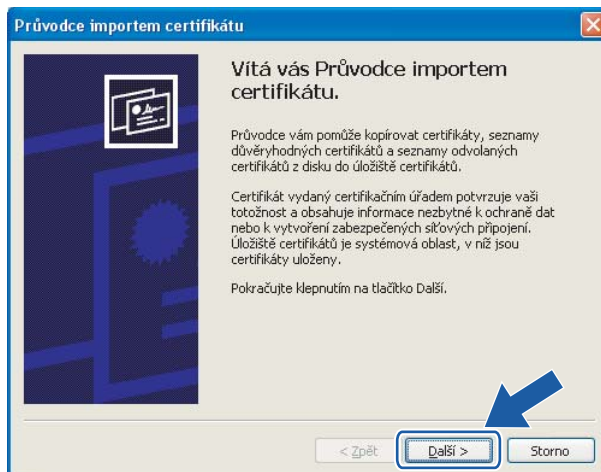 Průvodce importem certifikátu
Vítá vás Průvodce importem
certifikátu.
Průvodce vám pomůže kopírovat certifikáty, seznamy
důvěryhodných certifikátů a seznamy odvolaných
certifikátů z disku do úložiště certifikátů.
Certifikát vydaný certifikačním úřadem potvrzuje vaši
totožnost a obsahuje informace nezbytné k ochraně dat
nebo k vytvoření zabezpečených síťových připojení.
Úložiště certifikátů je systémová oblast, v níž jsou
certifikáty uloženy.
Pokračujte klepnutím na tlačítko Další.
< Zpět Další > Storno